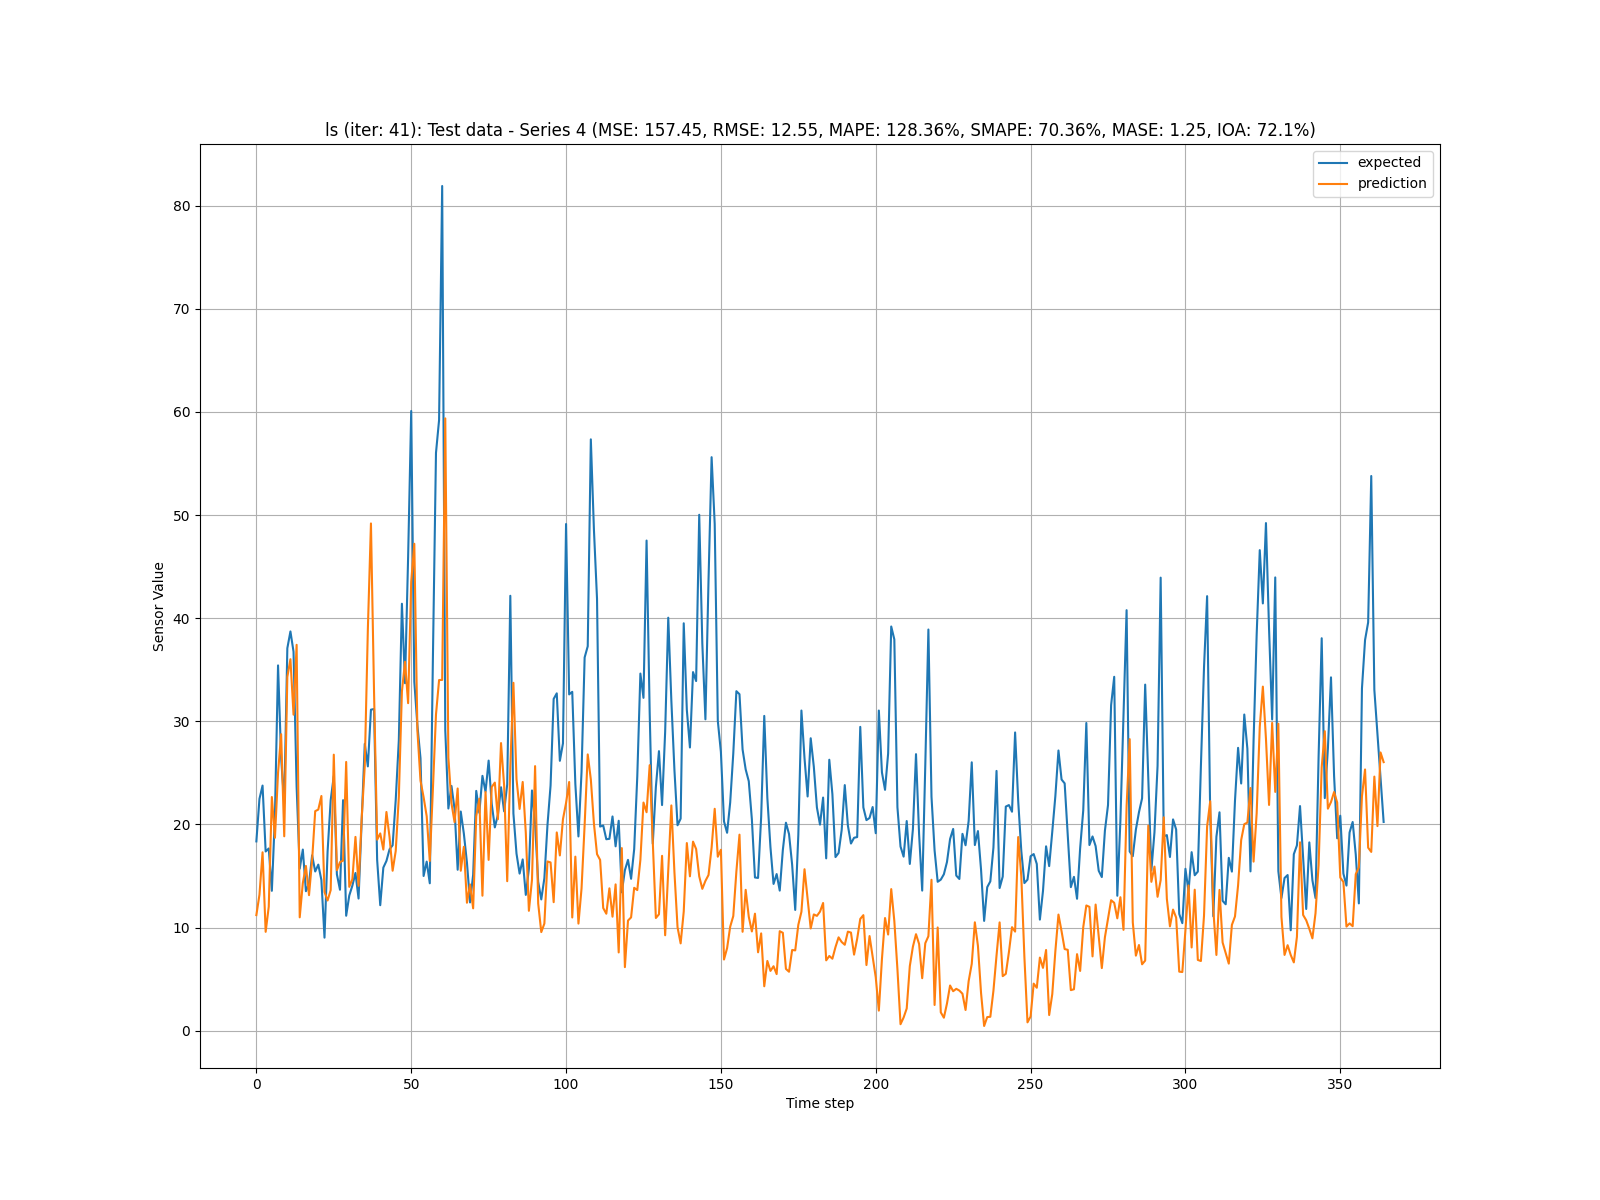 ls (iter: 41): Test data - Series 4 (MSE: 157.45, RMSE: 12.55, MAPE: 128.36%, SMAPE: 70.36%, MASE: 1.25, IOA: 72.1%)
expected
prediction
80
70
60
50
40
30
20
10
0
Sensor Value
0 50 100 150 200 250 300 350
Time step